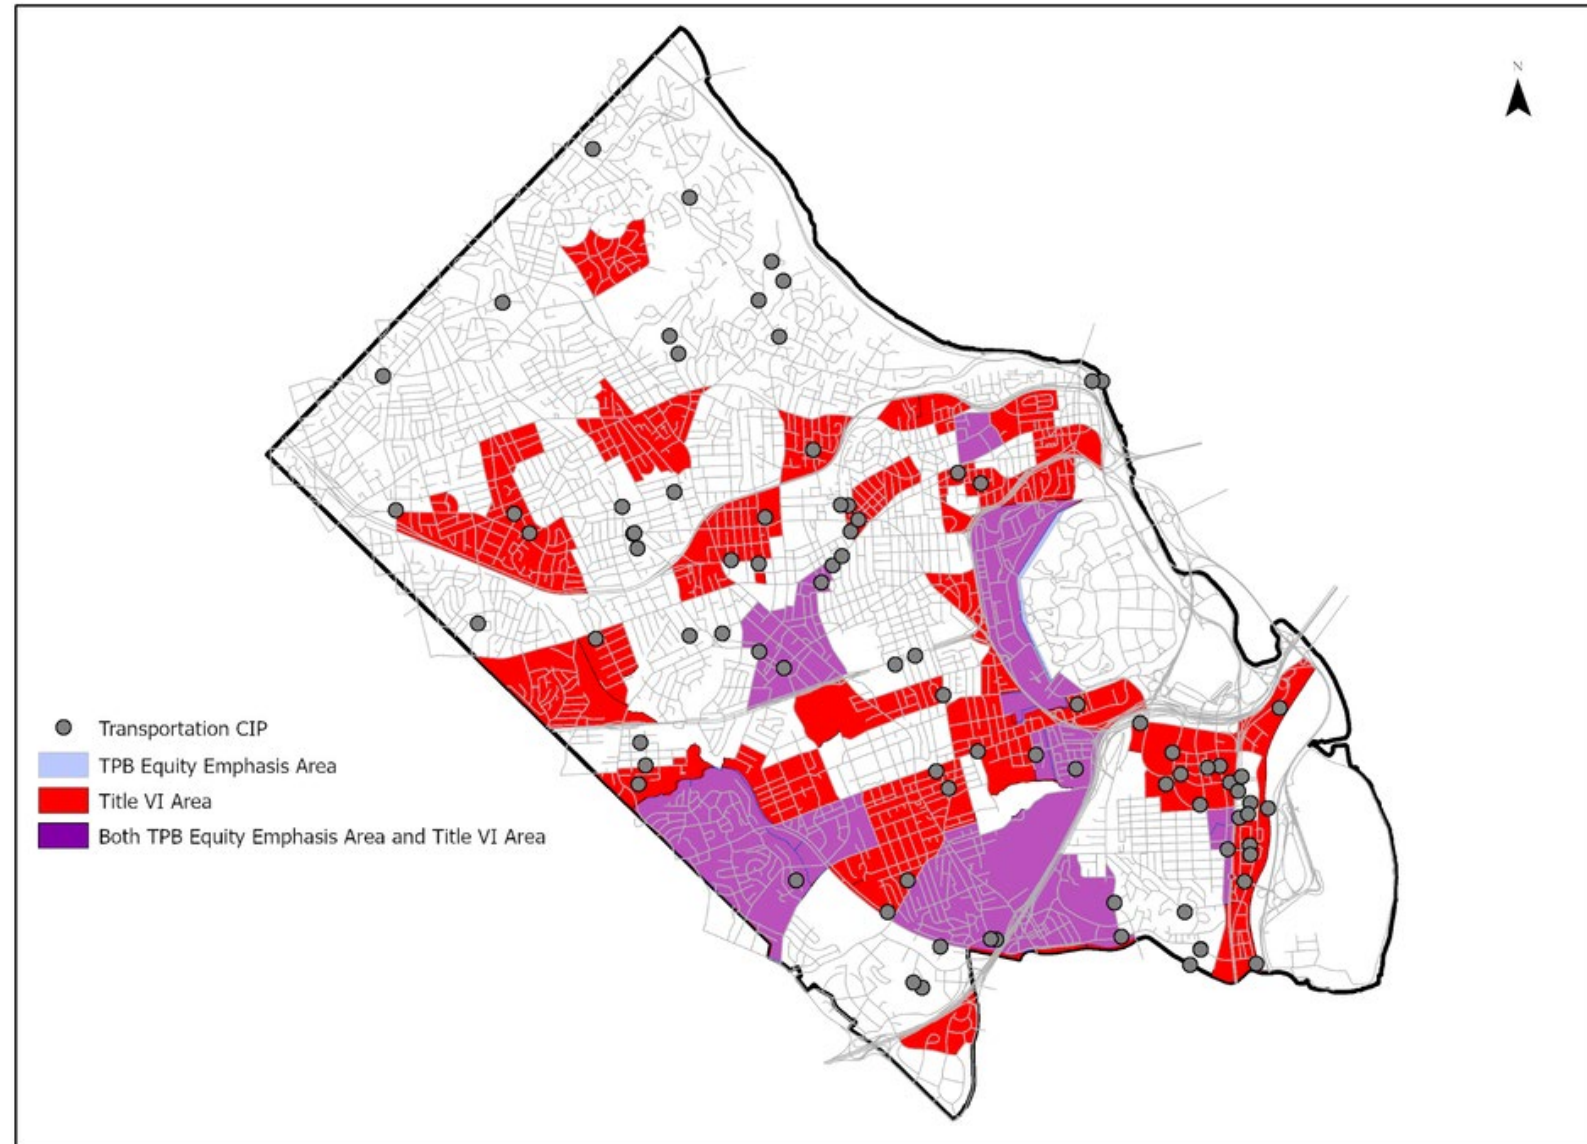 N
Transportation CIP
TPB Equity Emphasis Area
Title VI Area
Both TPB Equity Emphasis Area and Title VI Area